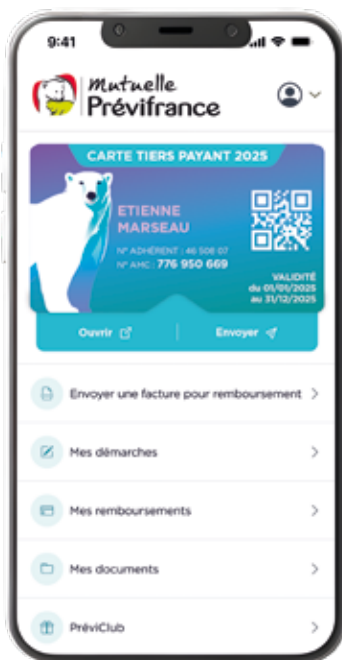 9:41
Mutuelle
Prévifrance
CARTE TIERS PAYANT 2025
ETIENNE
MARSEAU
N° ADHÉRENT : 46 508 07
N° AMC : 776 950 669
VALIDITÉ
du 01/01/2025
au 31/12/2025
Ouvrir
Envoyer
Envoyer une facture pour remboursement
Mes démarches
Mes remboursements
Mes documents
PréviClub